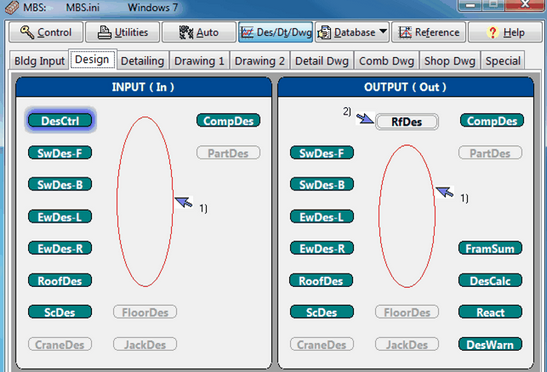 MBS: MBS.ini Windows 7
Control Utilities Auto Des/Dt/Dwg Database Reference Help
Bldg Input Design Detailing Drawing 1 Drawing 2 Detail Dwg Comb Dwg Shop Dwg Special
INPUT ( In )
DesCtrl CompDes
SwDes-F PartDes
SwDes-B
EwDes-L
1)
EwDes-R
RoofDes
ScDes FloorDes
CraneDes JackDes
OUTPUT ( Out )
2) RfDes CompDes
SwDes-F PartDes
SwDes-B
1)
EwDes-L
EwDes-R FramSum
RoofDes DesCalc
ScDes FloorDes React
CraneDes JackDes DesWarn